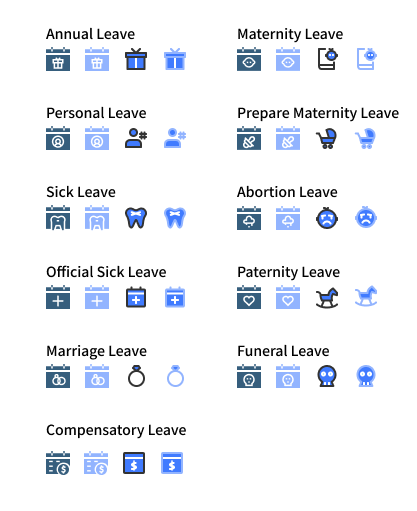 Annual Leave
Maternity Leave
Personal Leave
Prepare Maternity Leave
Sick Leave
Abortion Leave
Official Sick Leave
Paternity Leave
Marriage Leave
Funeral Leave
Compensatory Leave